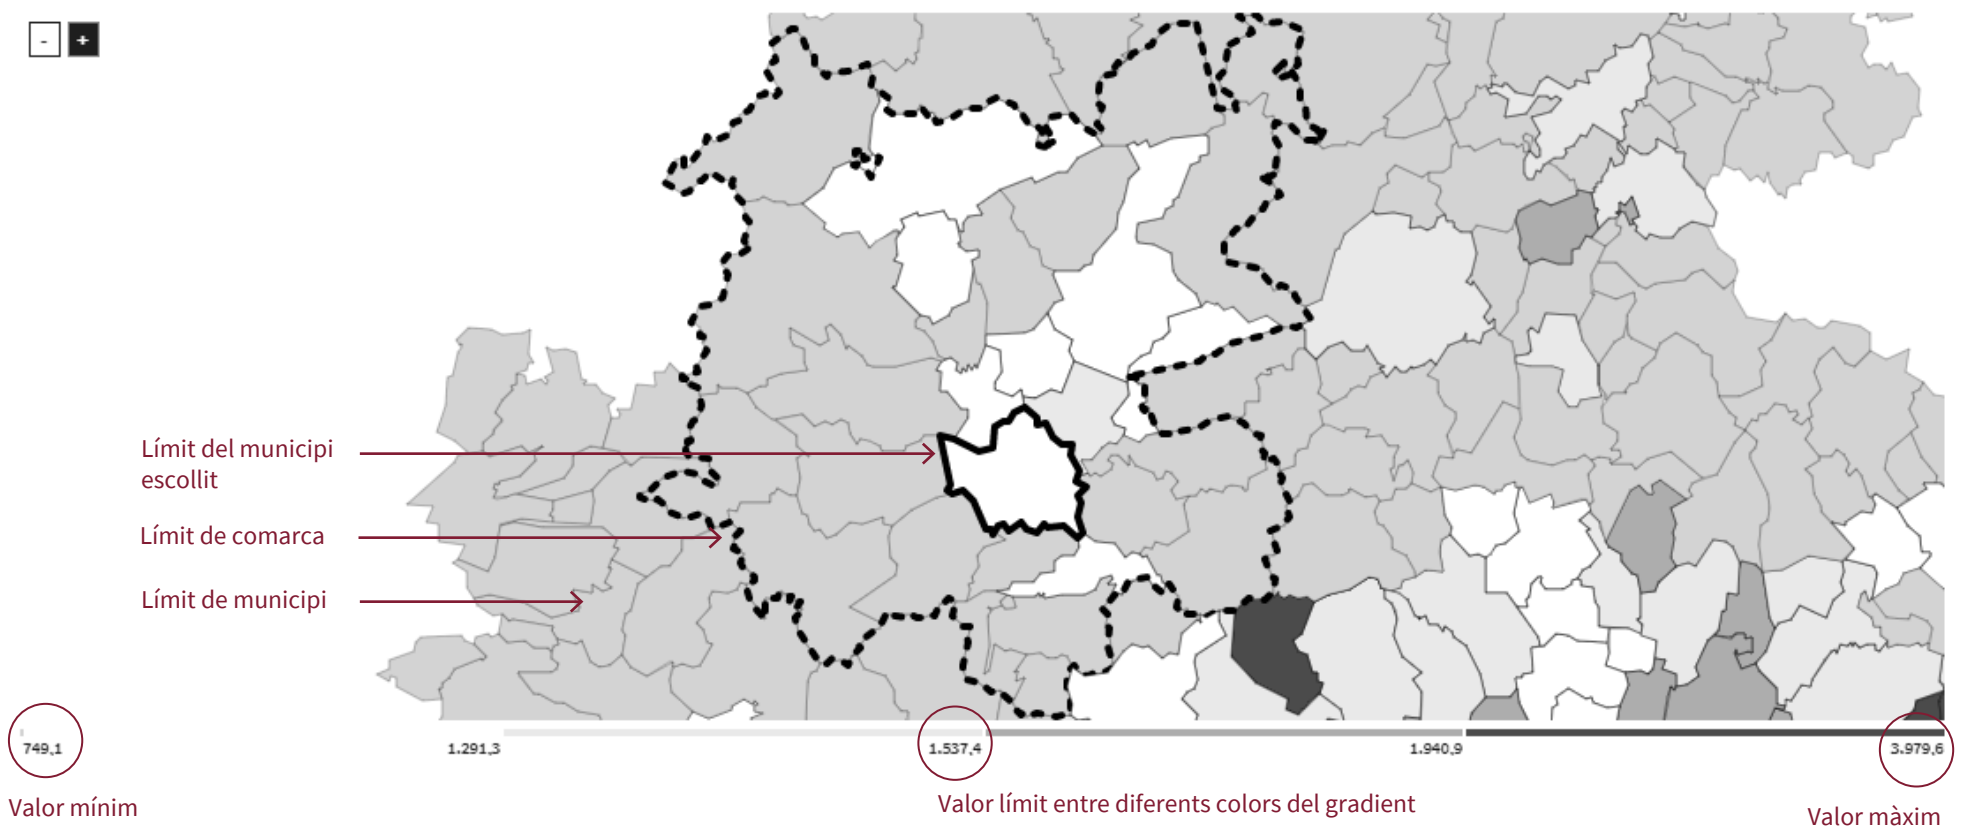 - +
Límit del municipi
escollit
Límit de comarca
Límit de municipi
749,1 1.291,3 1.537,4 1.940,9 3.979,6
Valor mínim Valor límit entre diferents colors del gradient Valor màxim